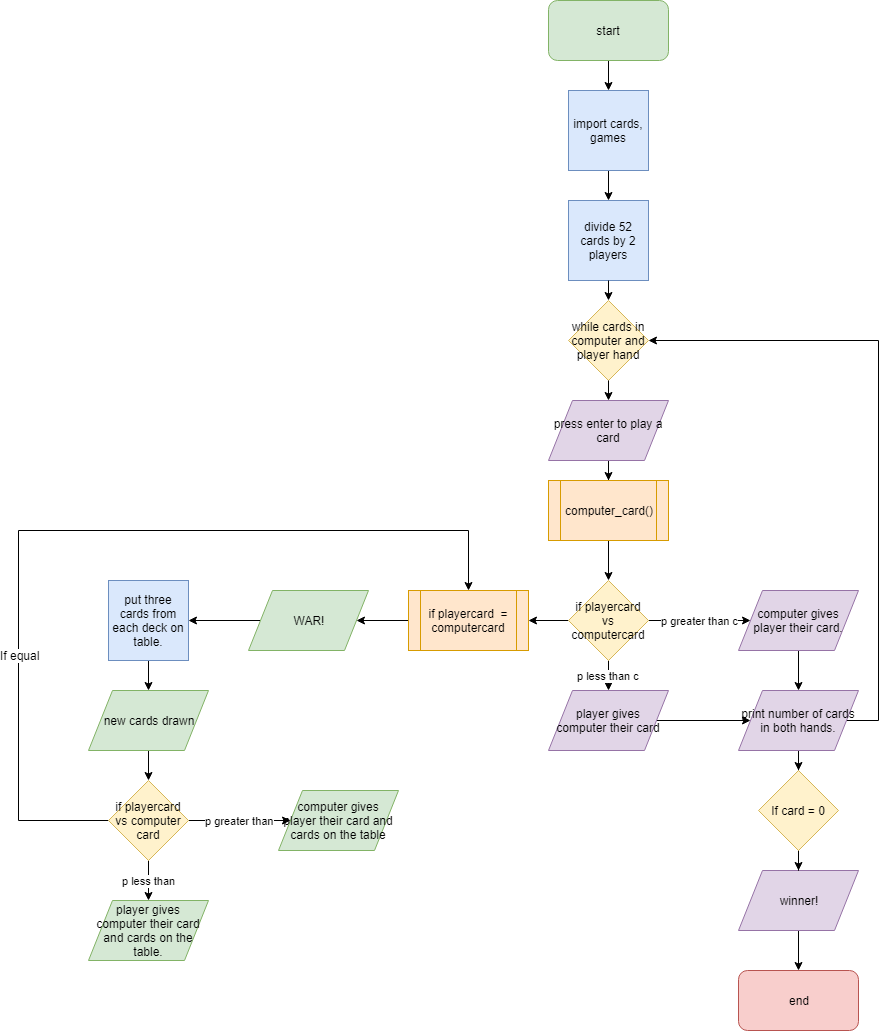 start
import cards,
games
divide 52
cards by 2
players
while cards in
computer and
player hand
press enter to play a
card
computer_card()
if playercard
vs
computercard
p greater than c
computer gives
player their card.
if playercard =
computercard
WAR!
put three
cards from
each deck on
table.
If equal
p less than c
player gives
computer their card
print number of cards
in both hands.
new cards drawn
if playercard
vs computer
card
p greater than
computer gives
player their card and
cards on the table
If card = 0
p less than
player gives
computer their card
and cards on the
table.
winner!
end